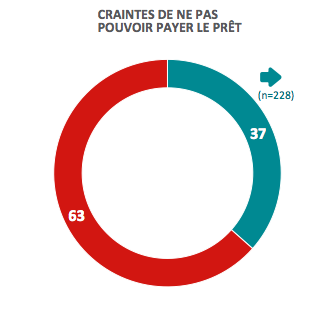 CRAINTES DE NE PAS
POUVOIR PAYER LE PRÊT
(n=228)
37
63